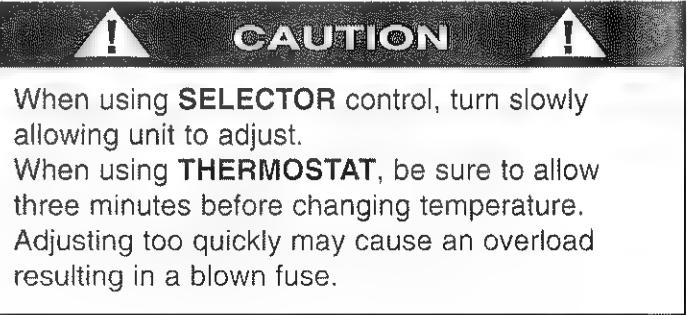 CAUTION
When using SELECTOR control, turn slowly
allowing unit to adjust.
When using THERMOSTAT, be sure to allow
three minutes before changing temperature.
Adjusting too quickly may cause an overload
resulting in a blown fuse.